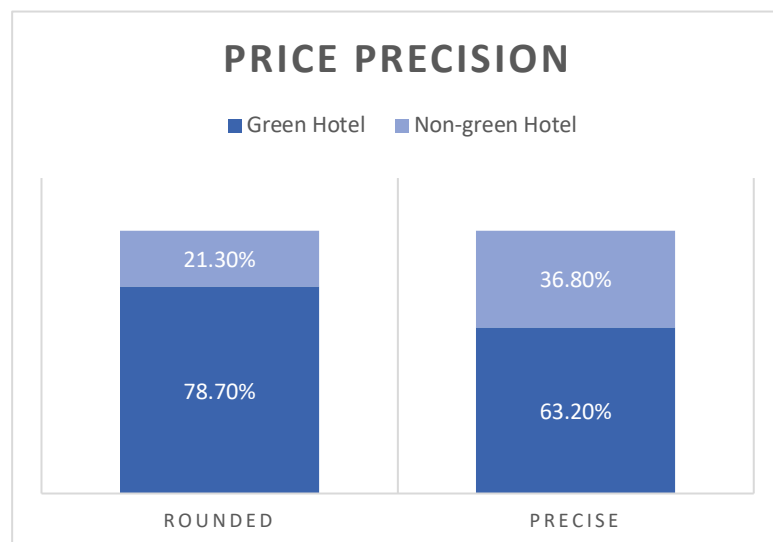 PRICE PRECISION
Green Hotel Non-green Hotel
21.30% 36.80%
78.70% 63.20%
ROUNDED PRECISE